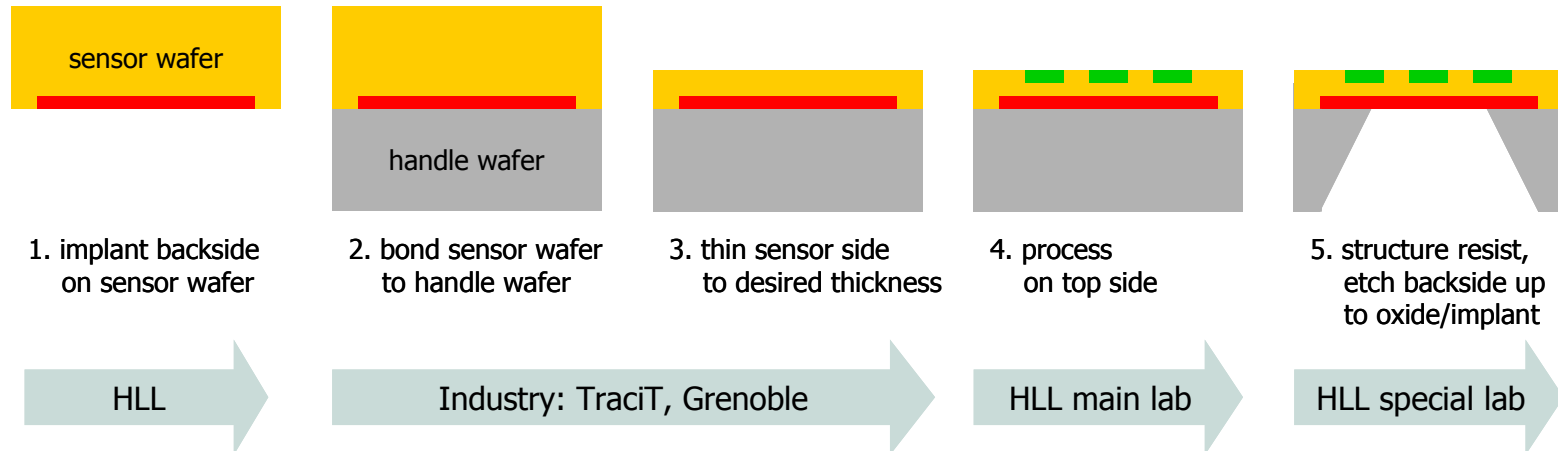 sensor wafer
handle wafer
1. implant backside
on sensor wafer
2. bond sensor wafer
to handle wafer
3. thin sensor side
to desired thickness
4. process
on top side
5. structure resist,
etch backside up
to oxide/implant
HLL
Industry: TraciT, Grenoble
HLL main lab
HLL special lab